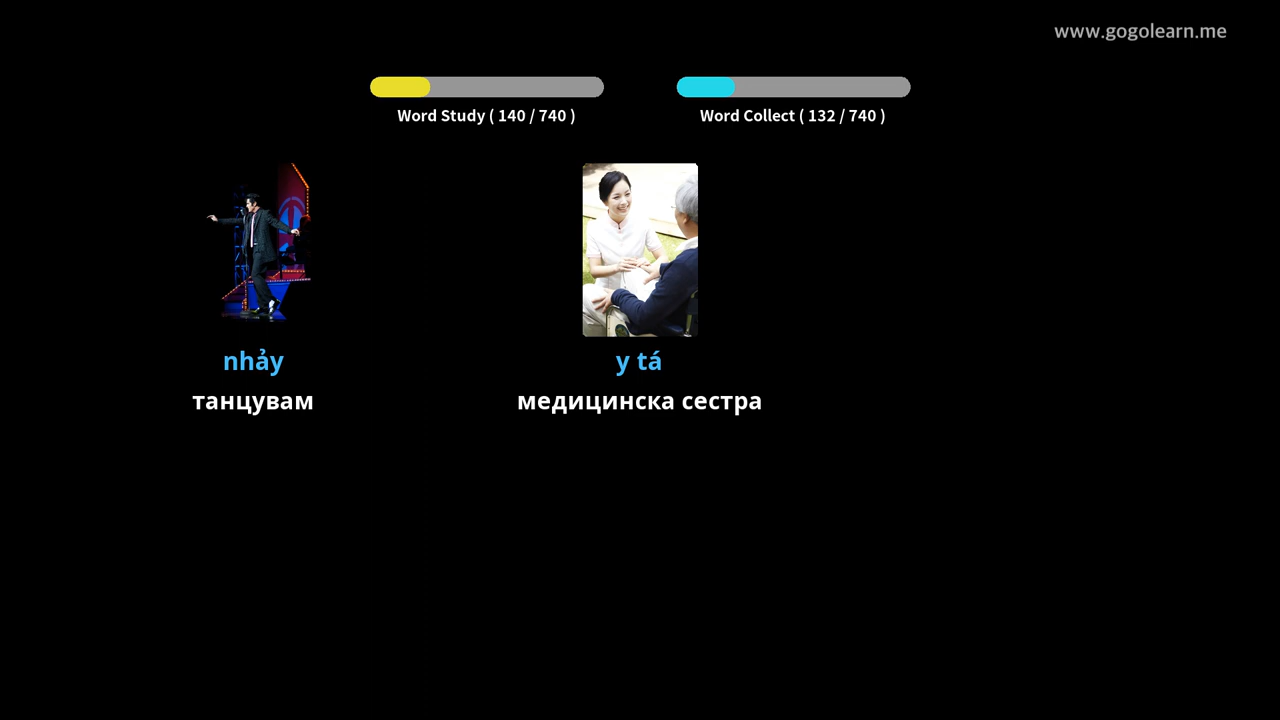 www.gogolearn.me
Word Study ( 140 / 740 )
Word Collect ( 132 / 740 )
nhảy
y tá
танцувам
медицинска сестра